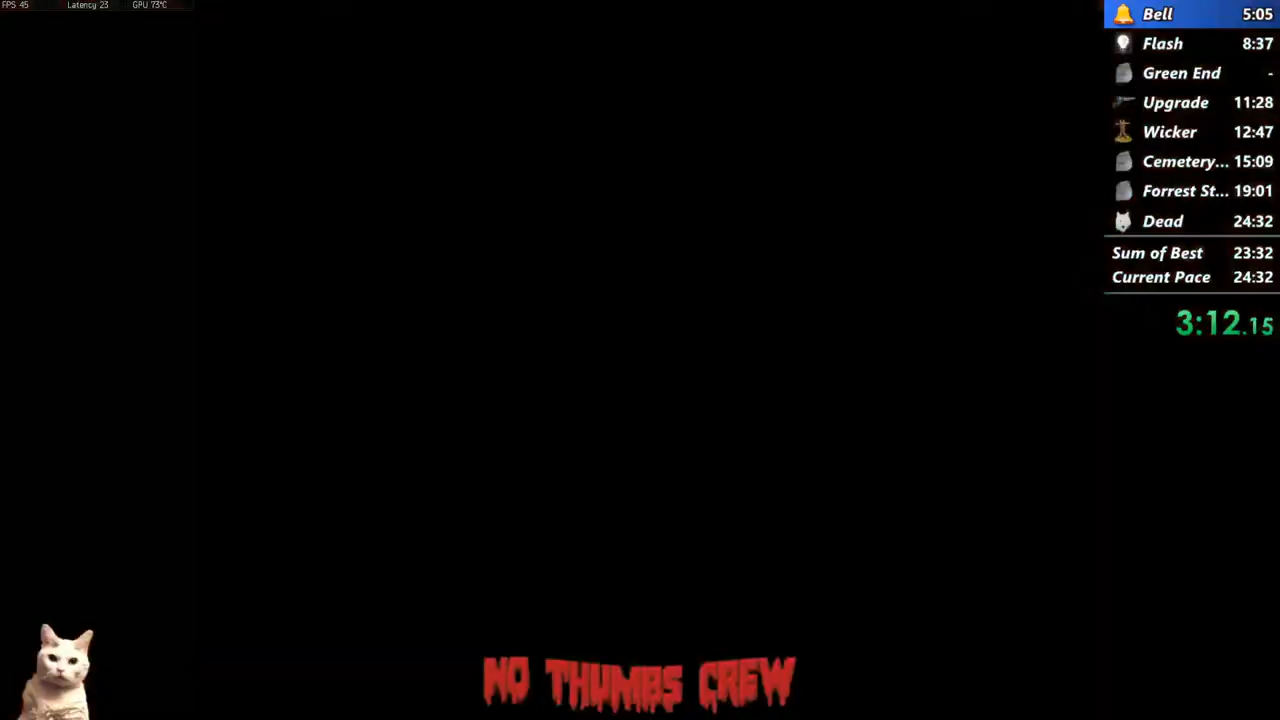 FPS 45 Latency 23 GPU 73°C
Bell 5:05
Flash 8:37
Green End -
Upgrade 11:28
Wicker 12:47
Cemetery... 15:09
Forrest St... 19:01
Dead 24:32
Sum of Best 23:32
Current Pace 24:32
3:12.15
NO THUMBS CREW